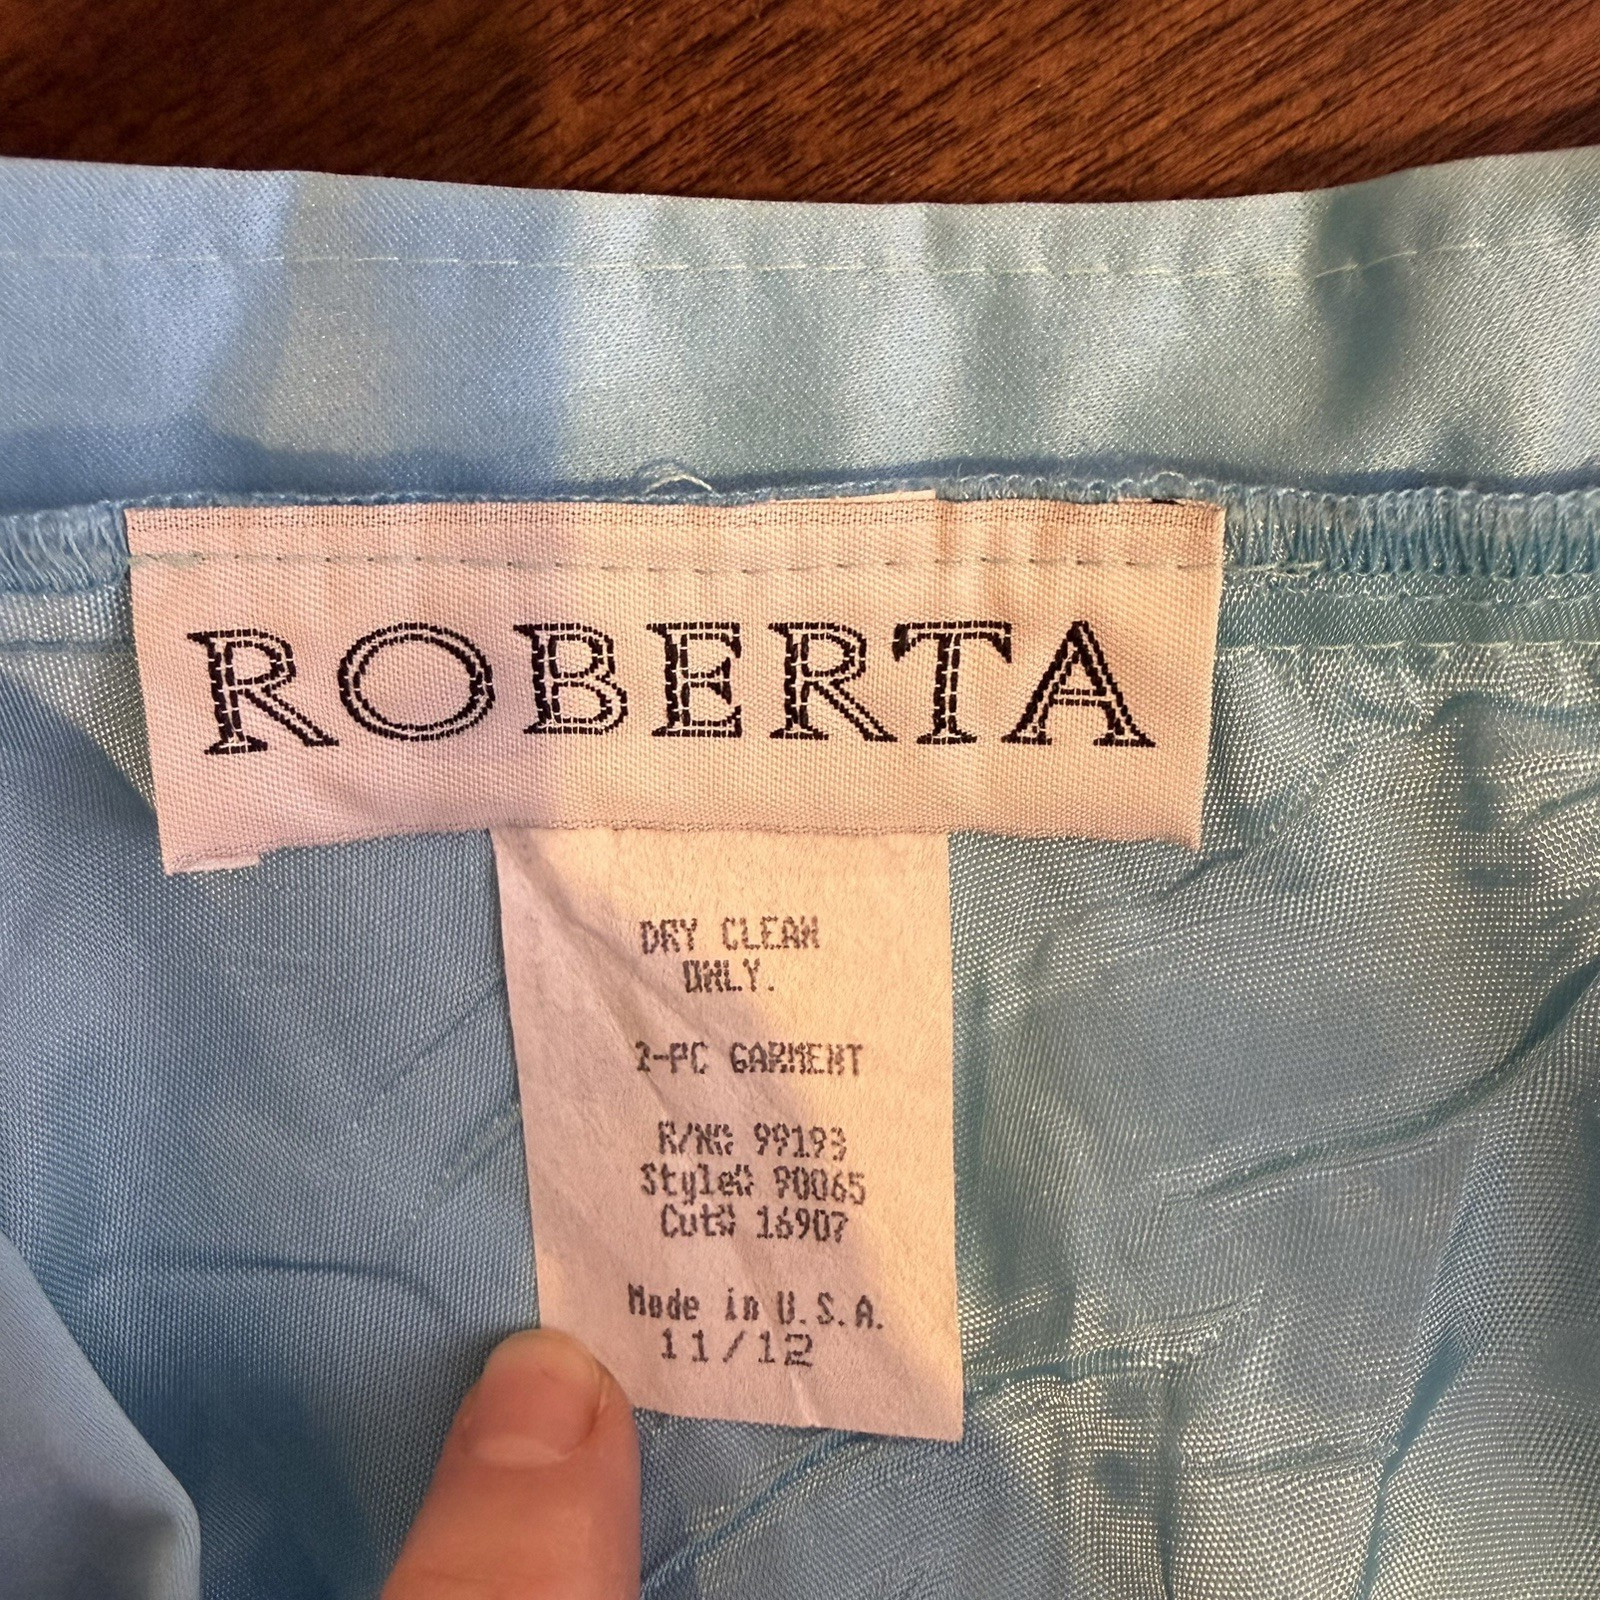 ROBERTA
DRY CLEAN
ONLY.
2-PC GARMENT
R/N# 99193
Style# 90065
Cut# 16907
Made in U.S.A.
11/12